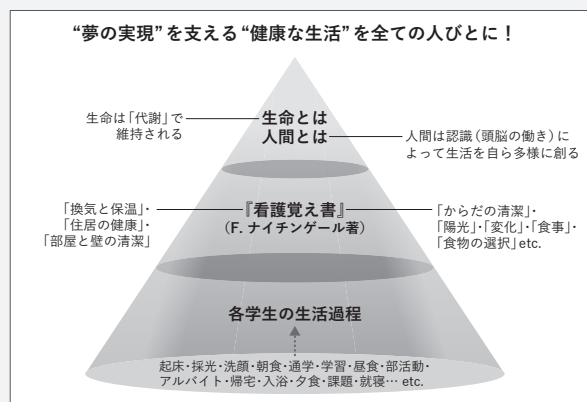 “夢の実現”を支える“健康な生活”を全ての人びとに！
生命は「代謝」で
維持される
生命とは
人間とは
人間は認識（頭脳の働き）に
よって生活を自ら多様に創る
「換気と保温」・
「住居の健康」・
「部屋と壁の清潔」
『看護覚え書』
（F. ナイチンゲール著）
「からだの清潔」・
「陽光」・「変化」・「食事」・
「食物の選択」etc.
各学生の生活過程
起床・採光・洗顔・朝食・通学・学習・昼食・部活動・
アルバイト・帰宅・入浴・夕食・課題・就寝… etc.